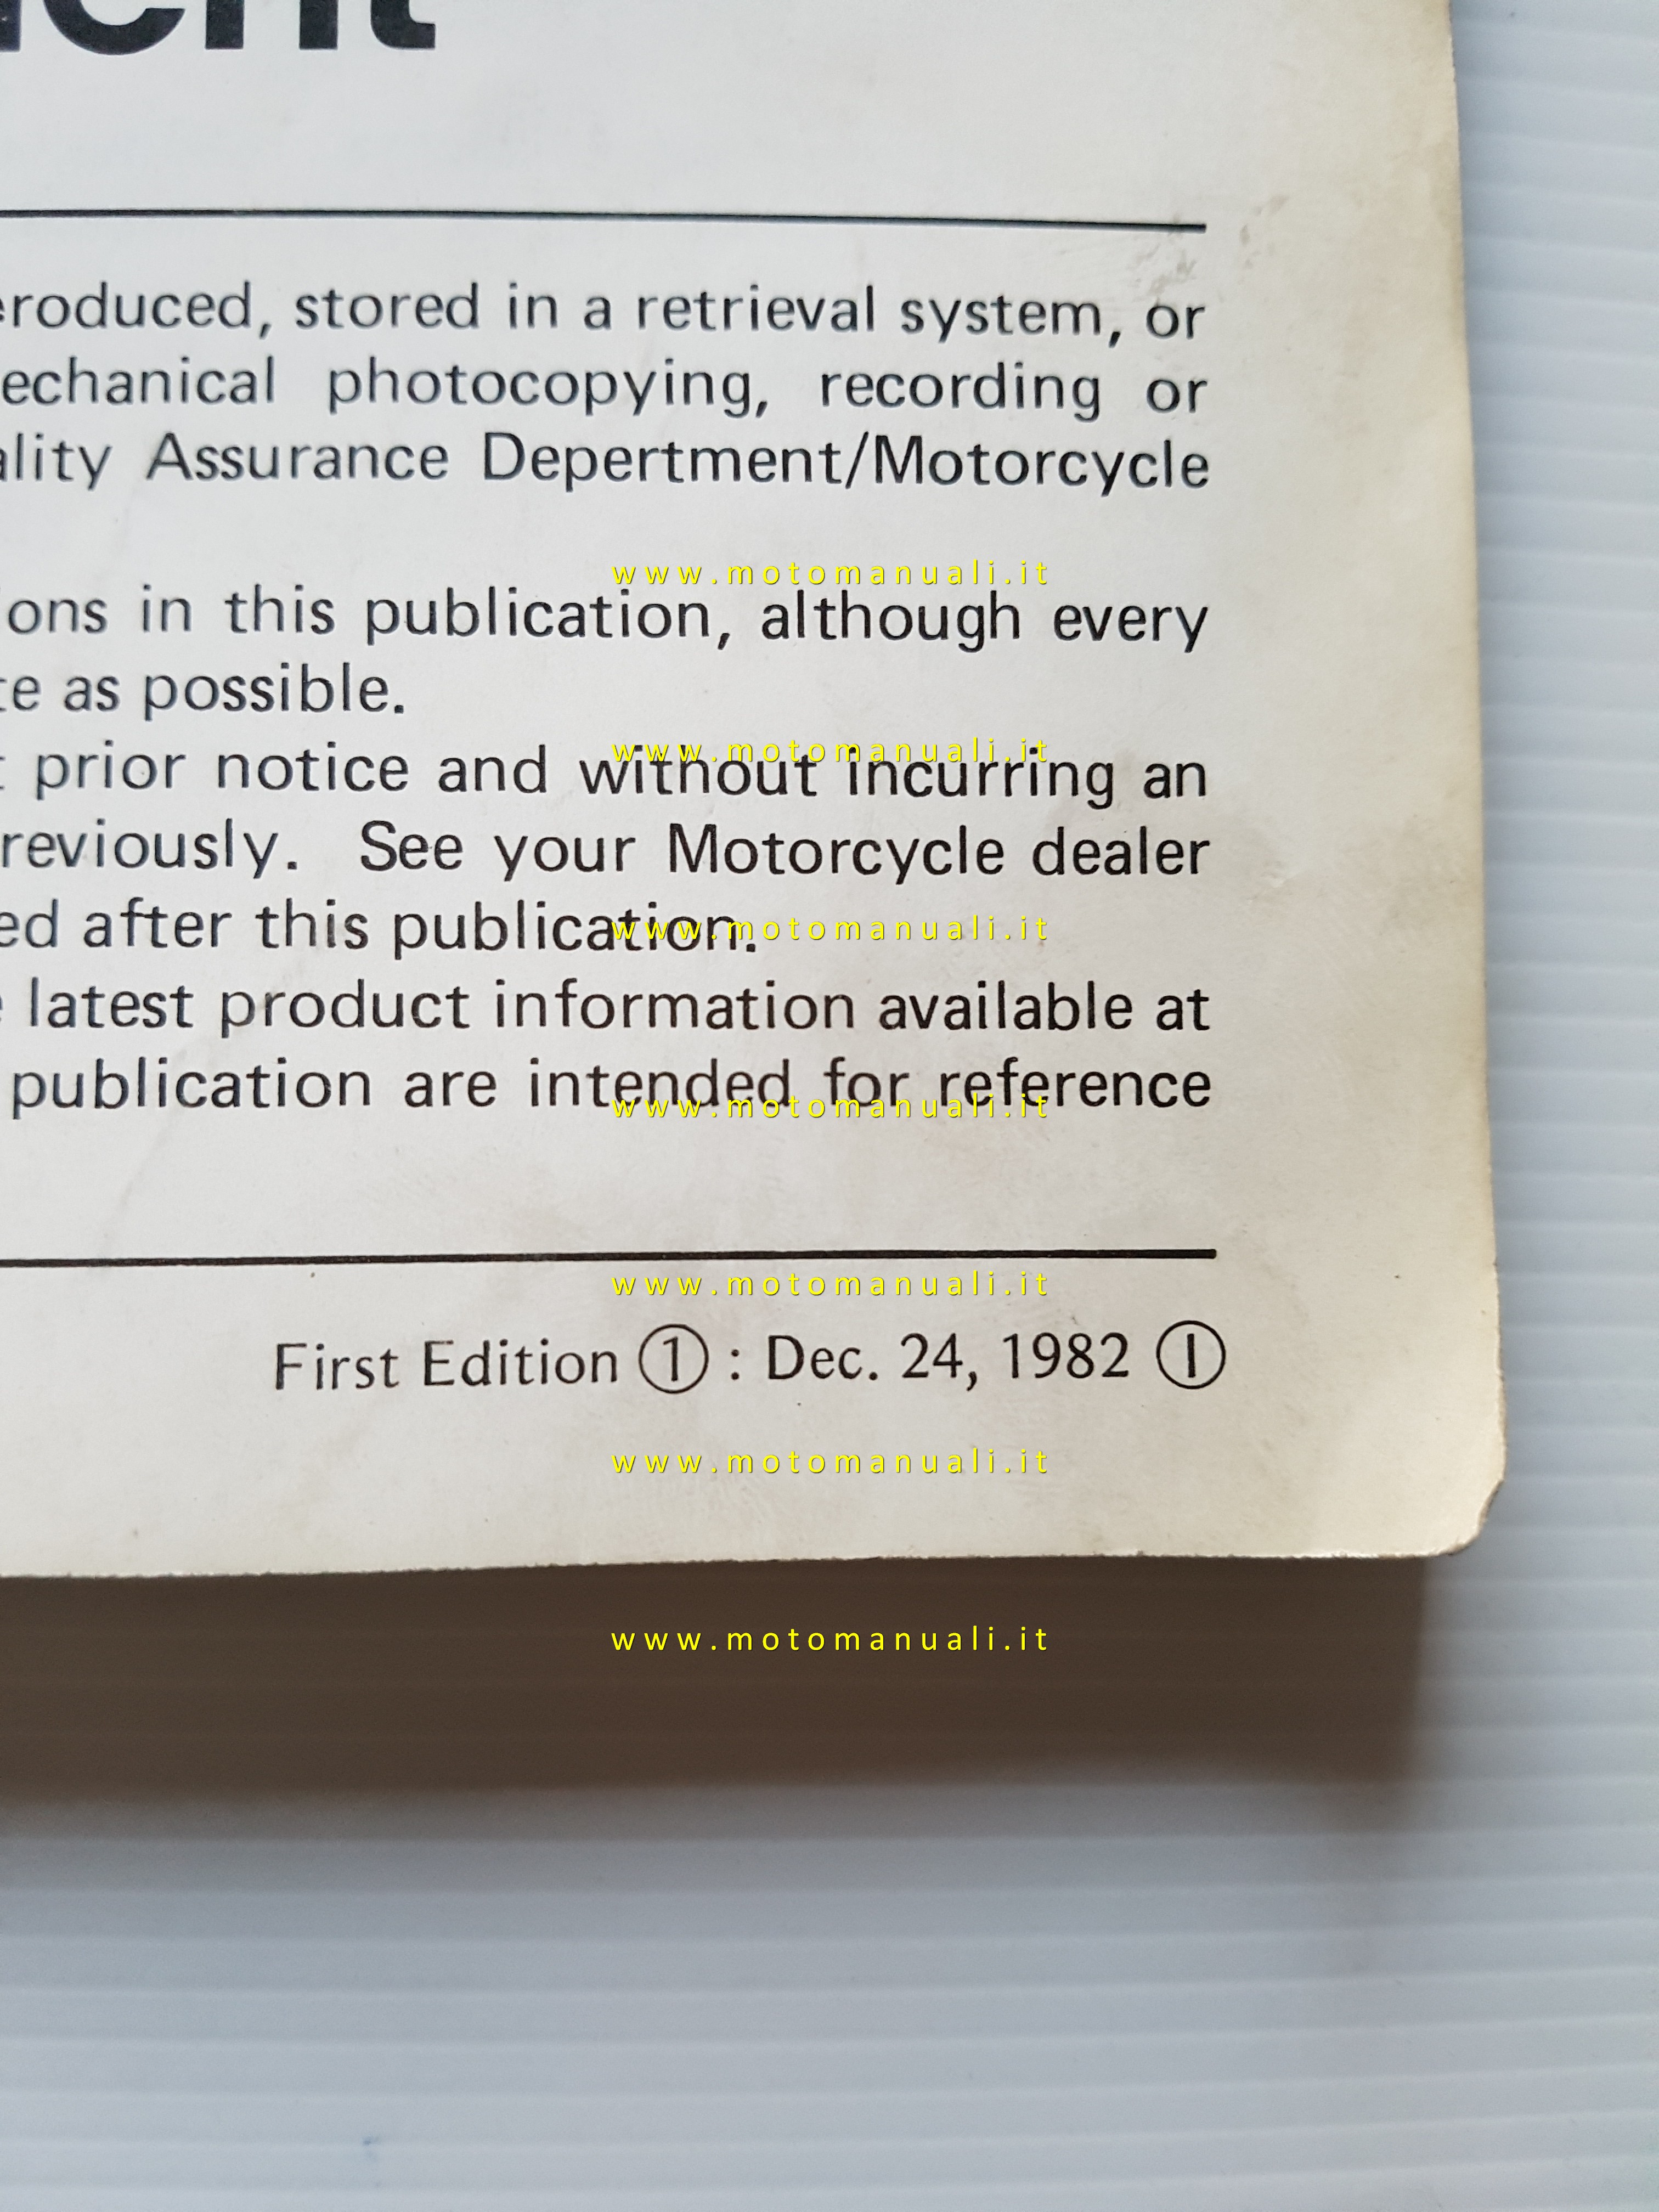 roduced, stored in a retrieval system, or
echanical photocopying, recording or
ality Assurance Depertment/Motorcycle
www.motomanuali.it
ons in this publication, although every
te as possible.
www.motomanuali.it
prior notice and without incurring an
reviously. See your Motorcycle dealer
ed after this publication.
www.motomanuali.it
latest product information available at
publication are intended for reference
www.motomanuali.it
www.motomanuali.it
First Edition ① : Dec. 24, 1982 Ⓘ
www.motomanuali.it
www.motomanuali.it